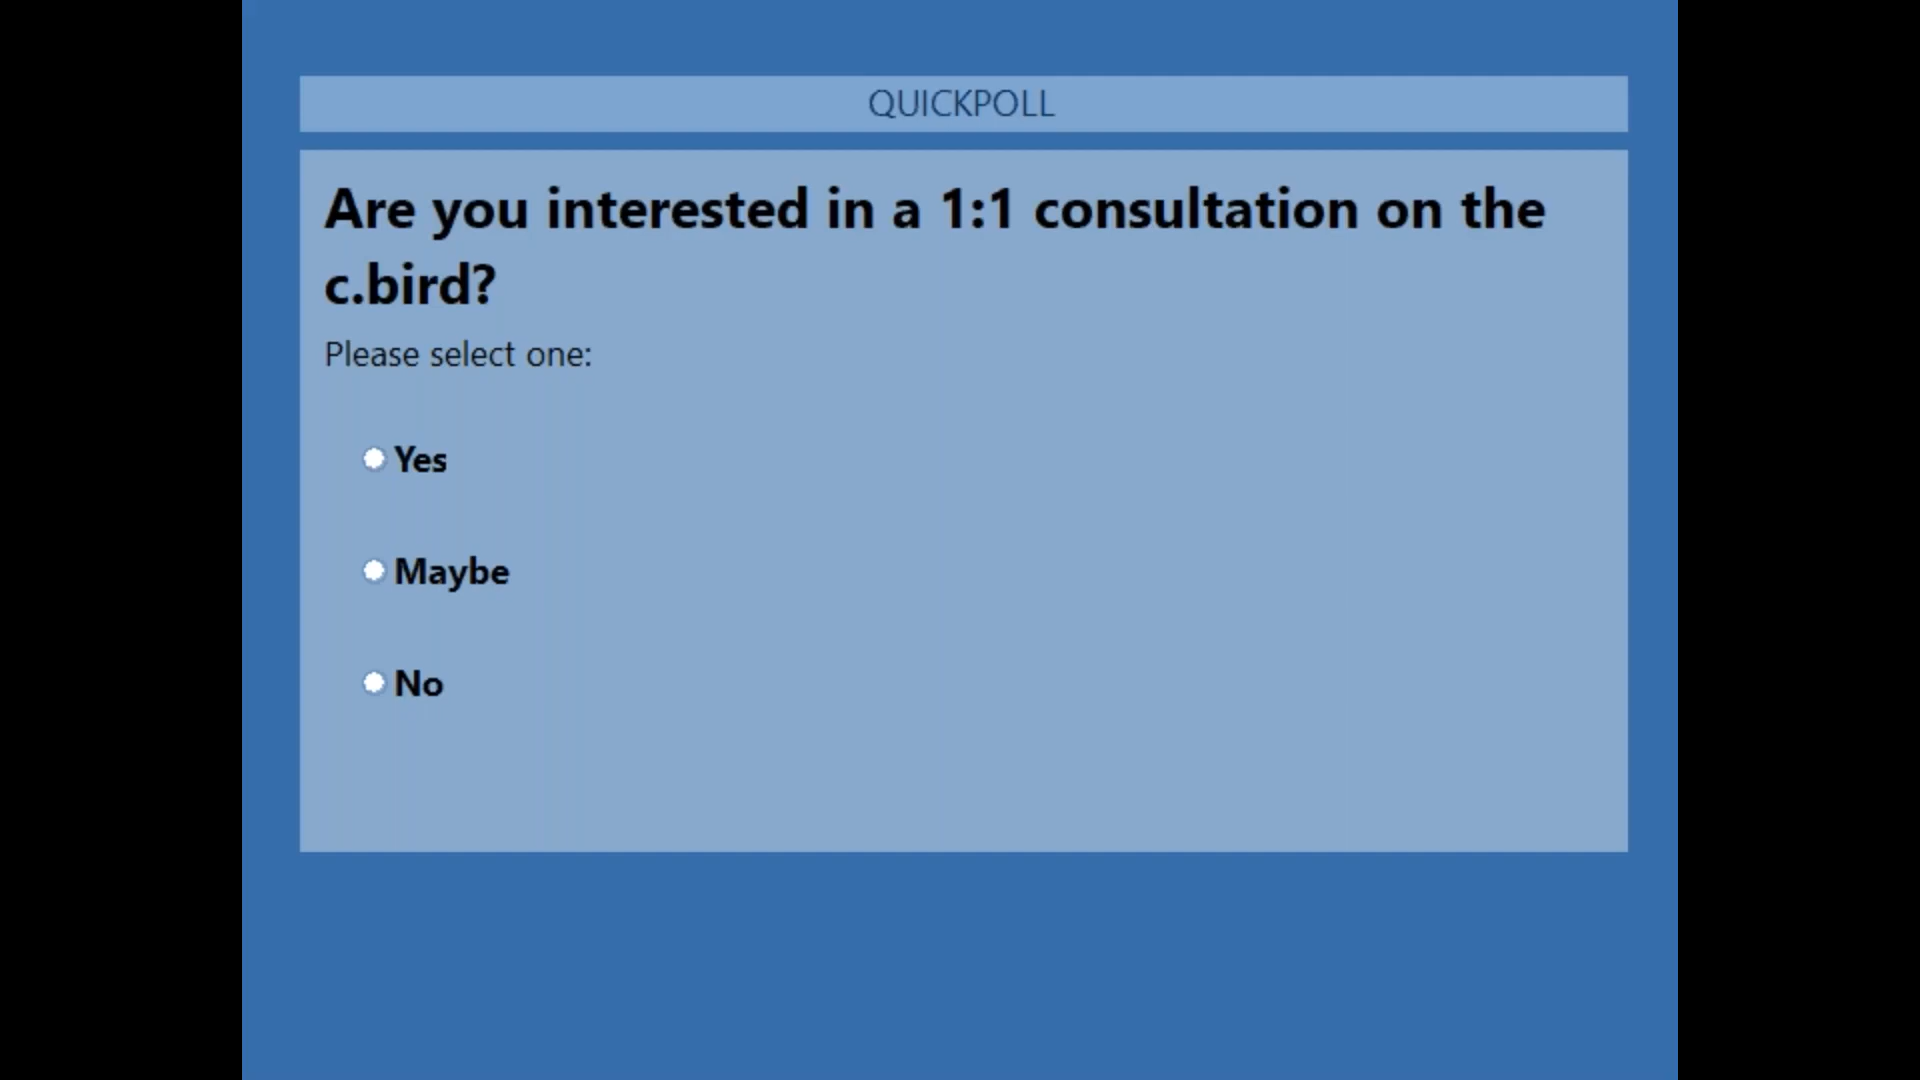 QUICKPOLL
Are you interested in a 1:1 consultation on the
c.bird?
Please select one:
Yes
Maybe
No